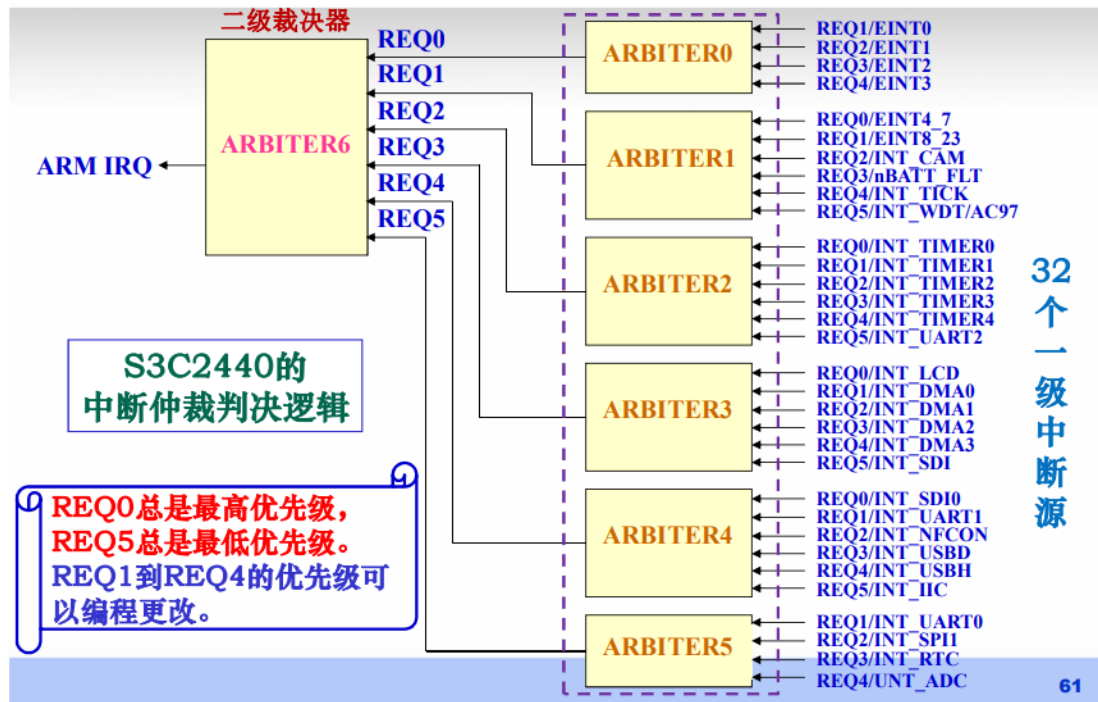 二级裁决器
ARBITER6
ARM IRQ
REQ0
REQ1
REQ2
REQ3
REQ4
REQ5
ARBITER0
REQ1/EINT0
REQ2/EINT1
REQ3/EINT2
REQ4/EINT3
ARBITER1
REQ0/EINT4_7
REQ1/EINT8_23
REQ2/INT_CAM
REQ3/nBATT_FLT
REQ4/INT_TICK
REQ5/INT_WDT/AC97
ARBITER2
REQ0/INT_TIMER0
REQ1/INT_TIMER1
REQ2/INT_TIMER2
REQ3/INT_TIMER3
REQ4/INT_TIMER4
REQ5/INT_UART2
ARBITER3
REQ0/INT_LCD
REQ1/INT_DMA0
REQ2/INT_DMA1
REQ3/INT_DMA2
REQ4/INT_DMA3
REQ5/INT_SDI
ARBITER4
REQ0/INT_SDI0
REQ1/INT_UART1
REQ2/INT_NFCON
REQ3/INT_USBD
REQ4/INT_USBH
REQ5/INT_IIC
ARBITER5
REQ1/INT_UART0
REQ2/INT_SPI1
REQ3/INT_RTC
REQ4/UNT_ADC
32个一级中断源
S3C2440的
中断仲裁判决逻辑
REQ0总是最高优先级，
REQ5总是最低优先级。
REQ1到REQ4的优先级可
以编程更改。
61